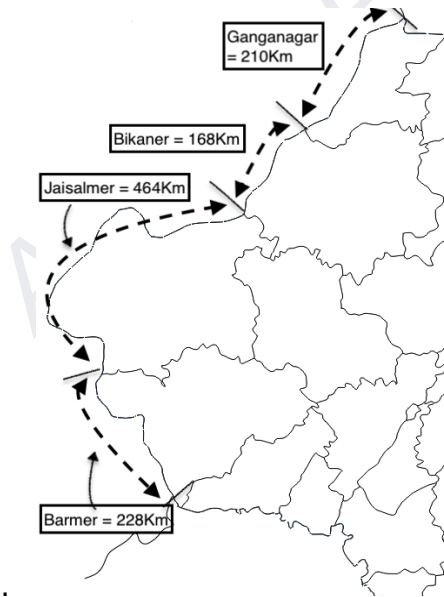 Ganganagar
= 210Km
Bikaner = 168Km
Jaisalmer = 464Km
Barmer = 228Km